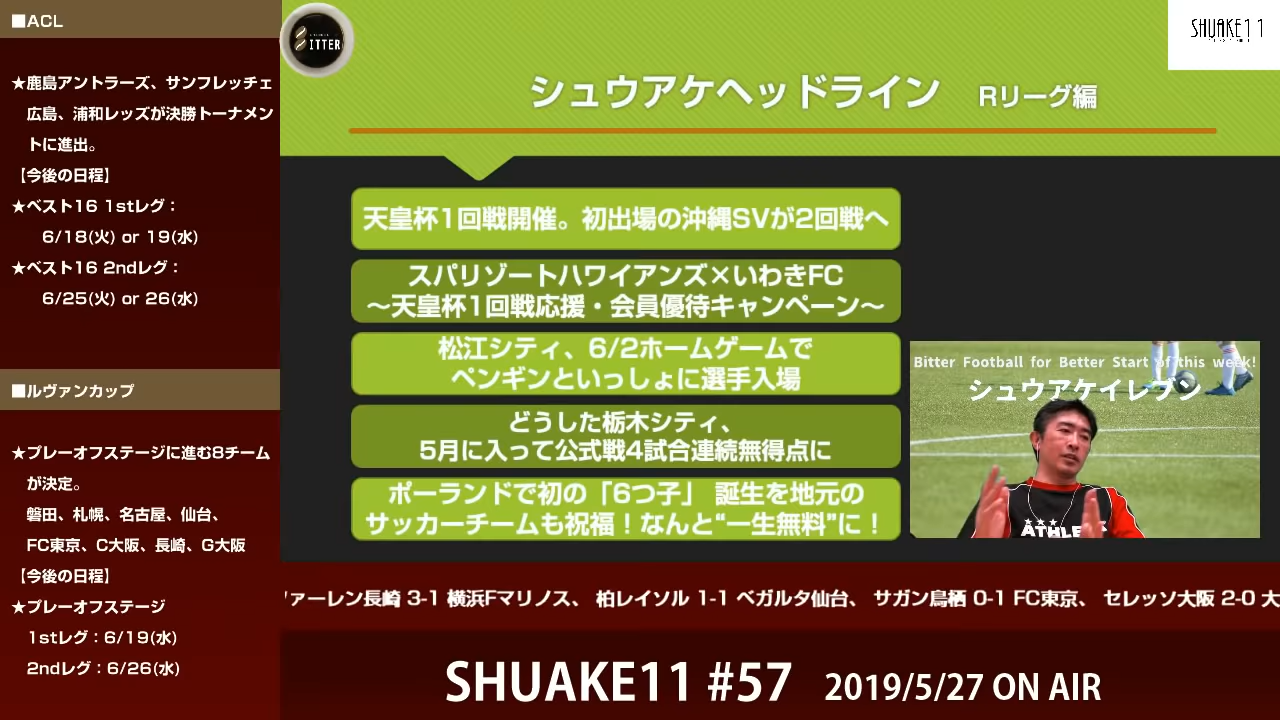 ■ACL
★鹿島アントラーズ、サンフレッチェ
広島、浦和レッズが決勝トーナメン
トに進出。
【今後の日程】
★ベスト16 1stレグ：
6/18(火) or 19(水)
★ベスト16 2ndレグ：
6/25(火) or 26(水)
■ルヴァンカップ
★プレーオフステージに進む8チーム
が決定。
磐田、札幌、名古屋、仙台、
FC東京、C大阪、長崎、G大阪
【今後の日程】
★プレーオフステージ
1stレグ：6/19(水)
2ndレグ：6/26(水)
BITTER
SHUAKE11
シュウアケヘッドライン Rリーグ編
天皇杯1回戦開催。初出場の沖縄SVが2回戦へ
スパリゾートハワイアンズ×いわきFC
～天皇杯1回戦応援・会員優待キャンペーン～
松江シティ、6/2ホームゲームで
ペンギンといっしょに選手入場
どうした栃木シティ、
5月に入って公式戦4試合連続無得点に
ポーランドで初の「6つ子」 誕生を地元の
サッカーチームも祝福！なんと“一生無料”に！
Bitter Football for Better Start of this week!
シュウアケイレブン
ATHLE
ァーレン長崎 3-1 横浜Fマリノス、 柏レイソル 1-1 ベガルタ仙台、 サガン鳥栖 0-1 FC東京、 セレッソ大阪 2-0 大
SHUAKE11 #57 2019/5/27 ON AIR